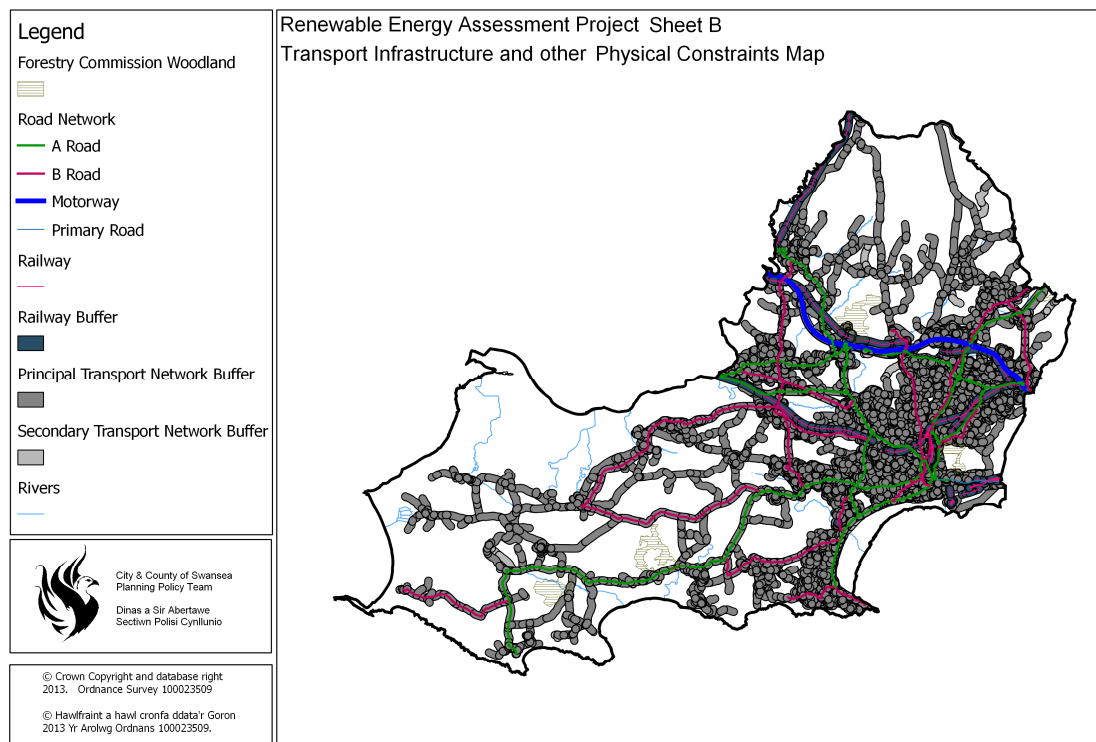 Legend
Forestry Commission Woodland
Road Network
A Road
B Road
Motorway
Primary Road
Railway
Railway Buffer
Principal Transport Network Buffer
Secondary Transport Network Buffer
Rivers
City & County of Swansea
Planning Policy Team
Dinas a Sir Abertawe
Sectiwn Polisi Cynllunio
© Crown Copyright and database right
2013. Ordnance Survey 100023509
© Hawlfraint a hawl cronfa ddata'r Goron
2013 Yr Arolwg Ordnans 100023509.
Renewable Energy Assessment Project Sheet B
Transport Infrastructure and other Physical Constraints Map